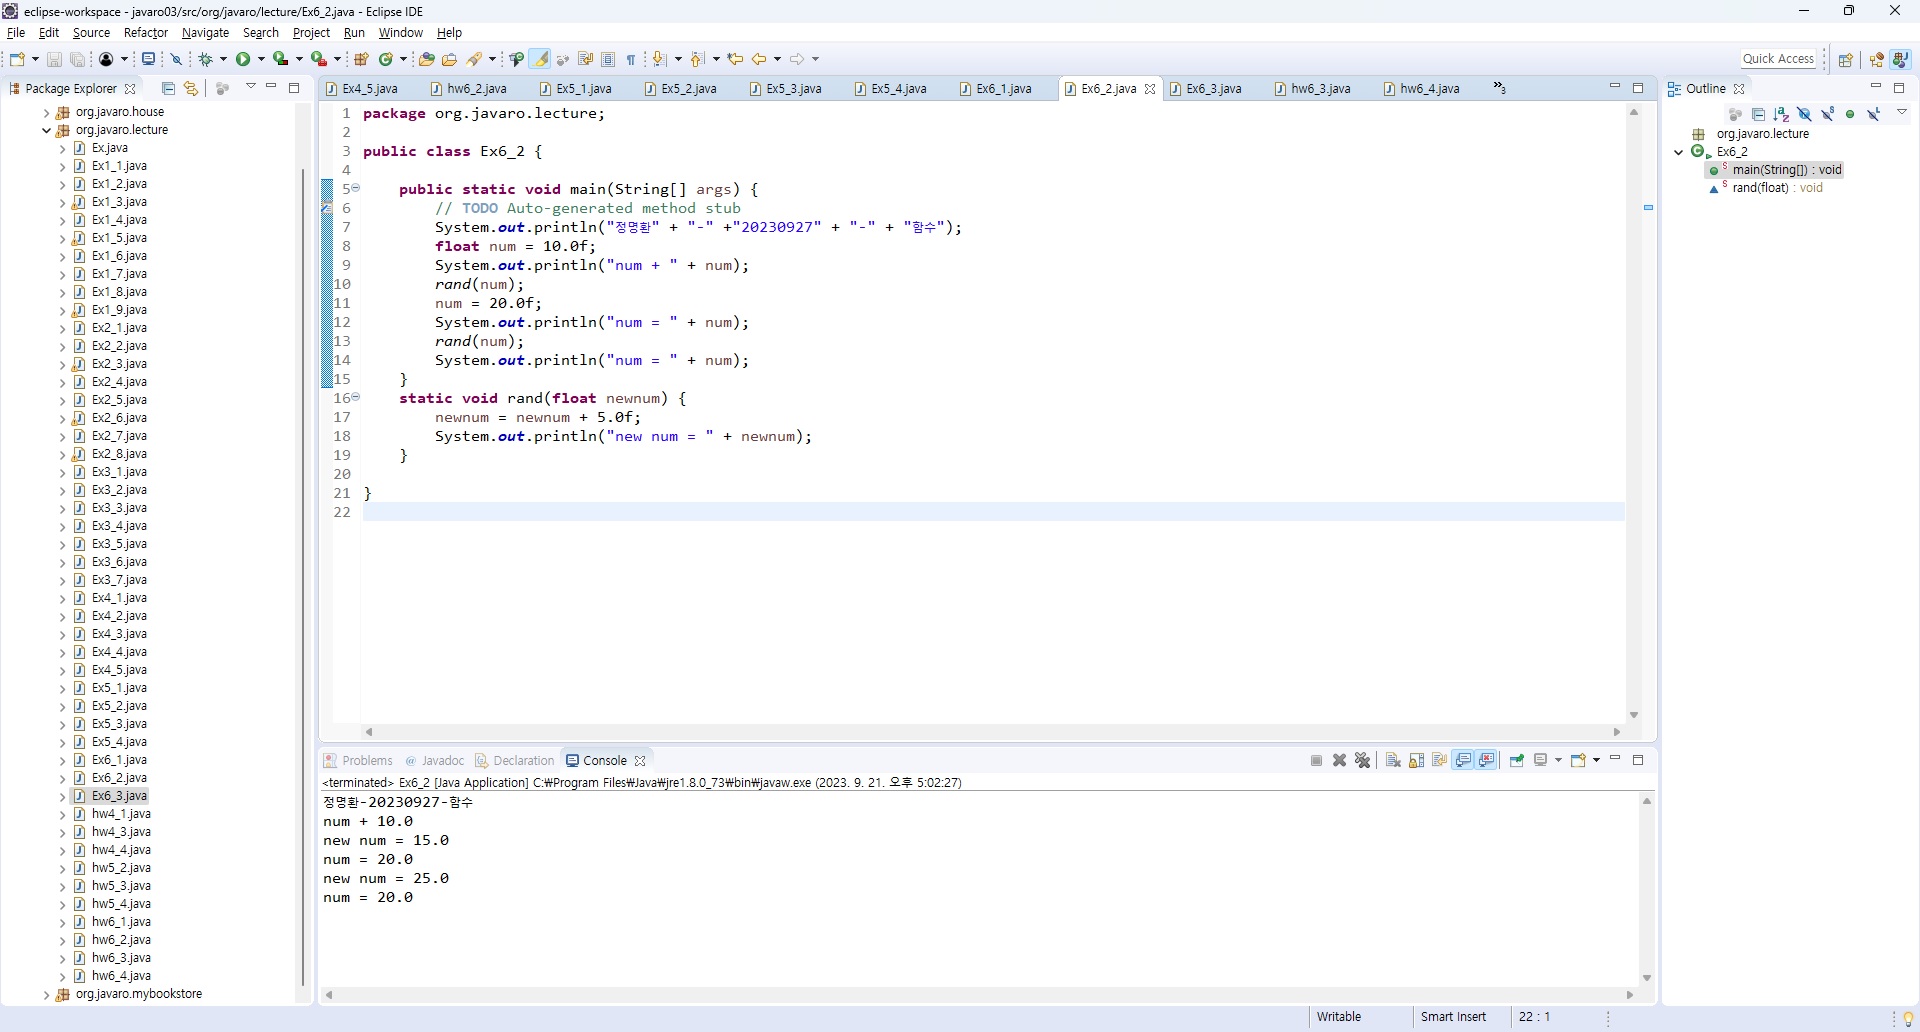 eclipse-workspace - javaro03/src/org/javaro/lecture/Ex6_2.java - Eclipse IDE
File Edit Source Refactor Navigate Search Project Run Window Help
Quick Access
Package Explorer
org.javaro.house
org.javaro.lecture
Ex.java
Ex1_1.java
Ex1_2.java
Ex1_3.java
Ex1_4.java
Ex1_5.java
Ex1_6.java
Ex1_7.java
Ex1_8.java
Ex1_9.java
Ex2_1.java
Ex2_2.java
Ex2_3.java
Ex2_4.java
Ex2_5.java
Ex2_6.java
Ex2_7.java
Ex2_8.java
Ex3_1.java
Ex3_2.java
Ex3_3.java
Ex3_4.java
Ex3_5.java
Ex3_6.java
Ex3_7.java
Ex4_1.java
Ex4_2.java
Ex4_3.java
Ex4_4.java
Ex4_5.java
Ex5_1.java
Ex5_2.java
Ex5_3.java
Ex5_4.java
Ex6_1.java
Ex6_2.java
Ex6_3.java
hw4_1.java
hw4_3.java
hw4_4.java
hw5_2.java
hw5_3.java
hw5_4.java
hw6_1.java
hw6_2.java
hw6_3.java
hw6_4.java
org.javaro.mybookstore
Ex4_5.java hw6_2.java Ex5_1.java Ex5_2.java Ex5_3.java Ex5_4.java Ex6_1.java Ex6_2.java Ex6_3.java hw6_3.java hw6_4.java »3
1 package org.javaro.lecture;
2
3 public class Ex6_2 {
4
5 public static void main(String[] args) {
6 // TODO Auto-generated method stub
7 System.out.println("정명환" + "-" +"20230927" + "-" + "함수");
8 float num = 10.0f;
9 System.out.println("num + " + num);
10 rand(num);
11 num = 20.0f;
12 System.out.println("num = " + num);
13 rand(num);
14 System.out.println("num = " + num);
15 }
16 static void rand(float newnum) {
17 newnum = newnum + 5.0f;
18 System.out.println("new num = " + newnum);
19 }
20
21 }
22
Problems Javadoc Declaration Console
<terminated> Ex6_2 [Java Application] C:₩Program Files₩Java₩jre1.8.0_73₩bin₩javaw.exe (2023. 9. 21. 오후 5:02:27)
정명환-20230927-함수
num + 10.0
new num = 15.0
num = 20.0
new num = 25.0
num = 20.0
Outline
org.javaro.lecture
Ex6_2
main(String[]) : void
rand(float) : void
Writable Smart Insert 22 : 1